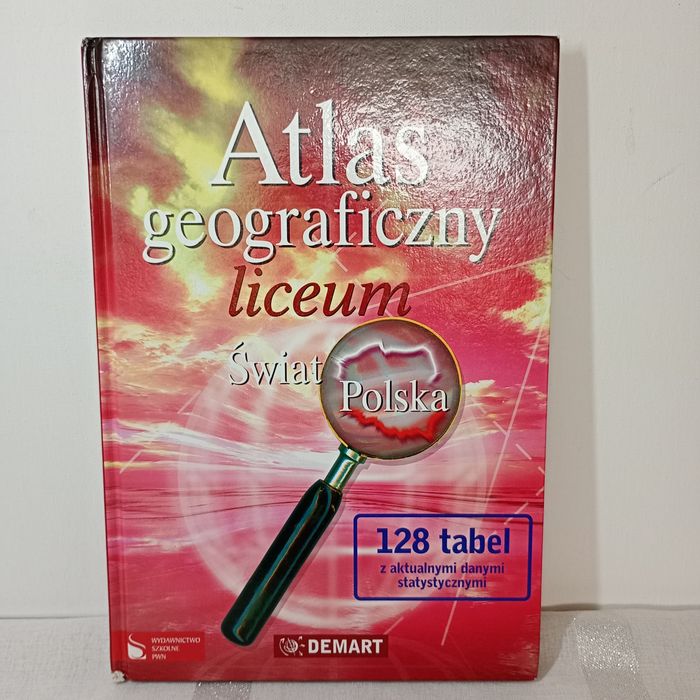 Atlas
geograficzny
liceum
Świat
Polska
128 tabel
z aktualnymi danymi
statystycznymi
WYDAWNICTWO
SZKOLNE
PWN
DEMART